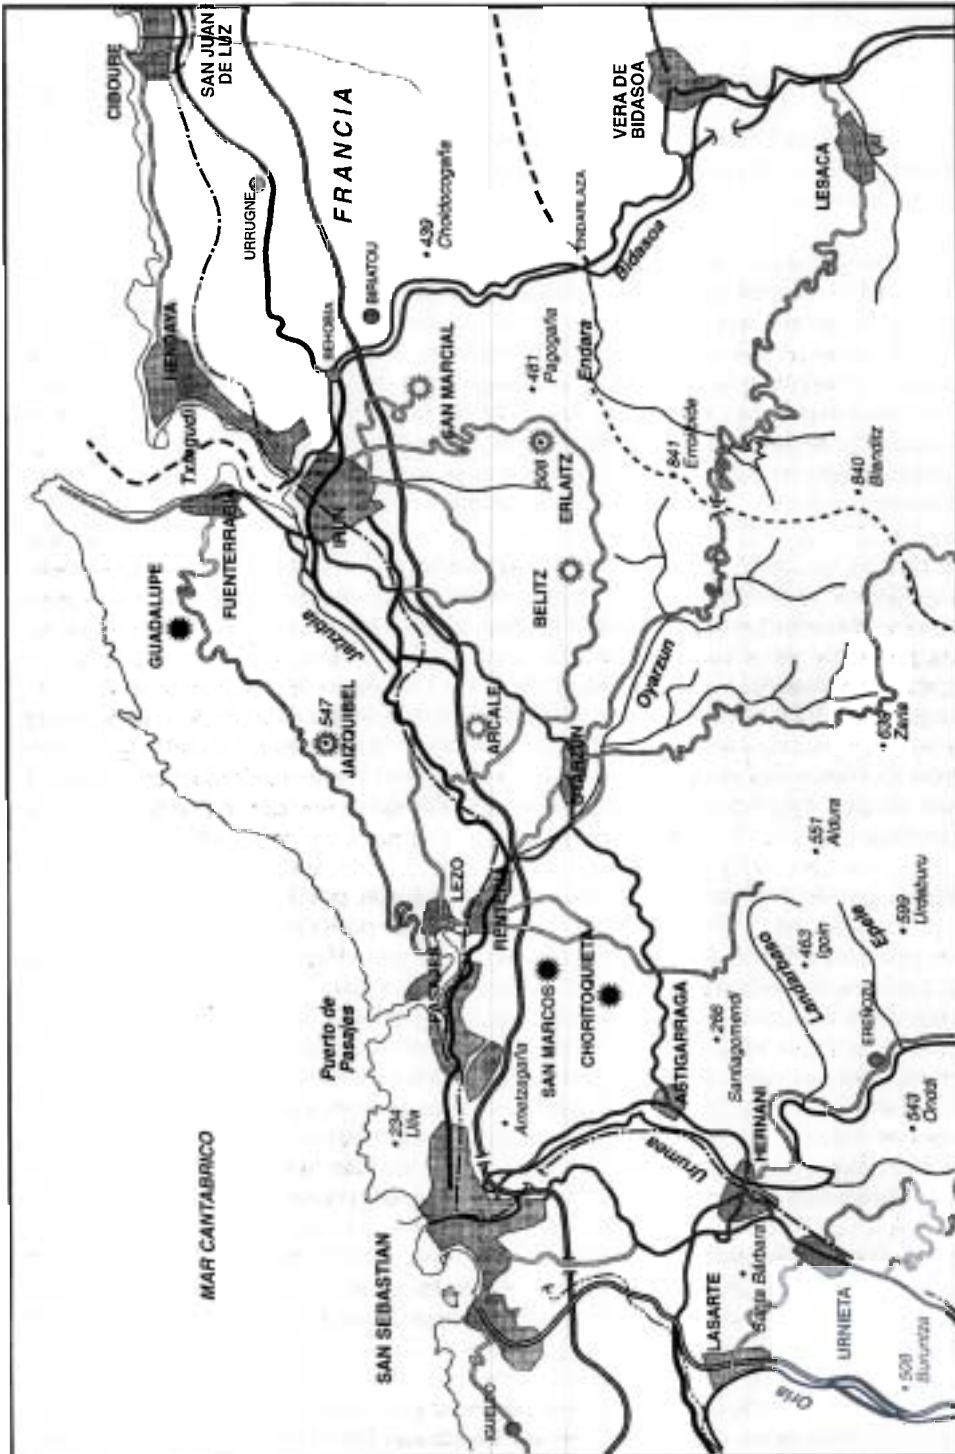 MAR CANTABRICO
SAN SEBASTIAN
IGUELDO
• 234
Ulia
Puerto de
Pasajes
PASAJES
LEZO
RENTERIA
JAIZQUIBEL
547
GUADALUPE
FUENTERRABIA
Jaizubia
Txingudi
HENDAYA
CIBOURE
SAN JUAN
DE LUZ
URRUGNE
FRANCIA
BEHOBIA
BIRIATOU
• 439
Choldocogaña
IRUN
SAN MARCIAL
• 481
Pagogaña
Endara
ENDARLAZA
Bidasoa
VERA DE
BIDASOA
LESACA
508
ERLAITZ
BELITZ
ARCALE
OYARZUN
Oyarzun
• 841
Erroilbide
• 840
Bianditz
Zaria
• 551
Aldura
Ametzagaña
SAN MARCOS
CHORITOQUIETA
ASTIGARRAGA
• 266
Santiagomendi
Landarbaso
• 463
Igoin
Epele
• 599
Urdaburu
EREÑOZU
• 543
Onddi
HERNANI
Urumea
Santa Bárbara
LASARTE
URNIETA
Oria
• 508
Buruntza